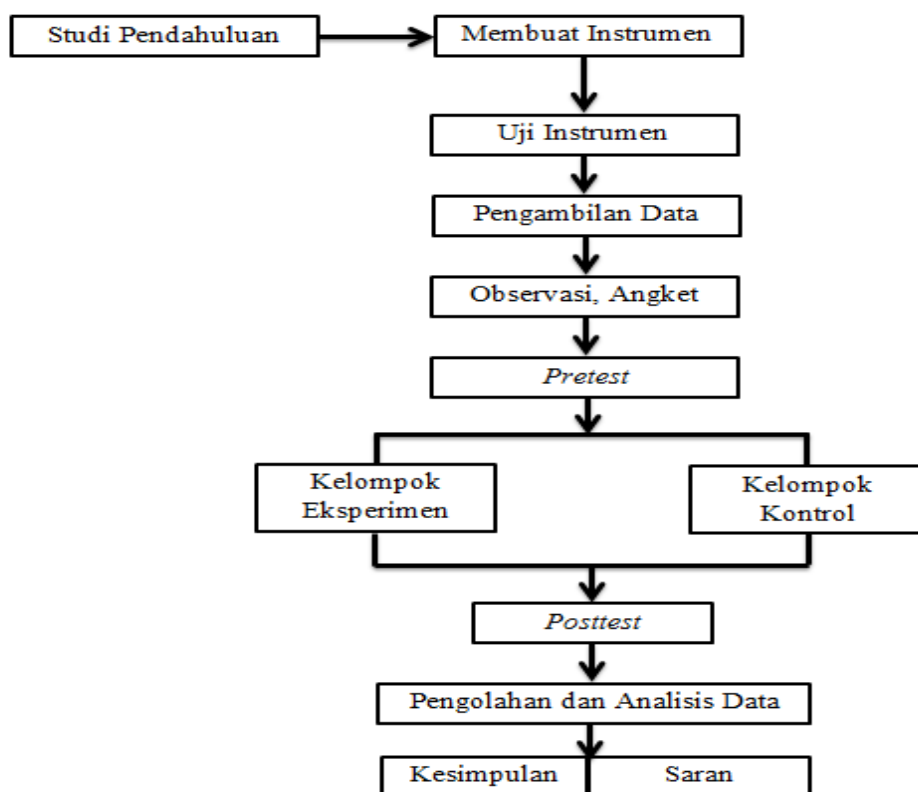 Studi Pendahuluan
Membuat Instrumen
Uji Instrumen
Pengambilan Data
Observasi, Angket
Pretest
Kelompok
Eksperimen
Kelompok
Kontrol
Posttest
Pengolahan dan Analisis Data
Kesimpulan
Saran